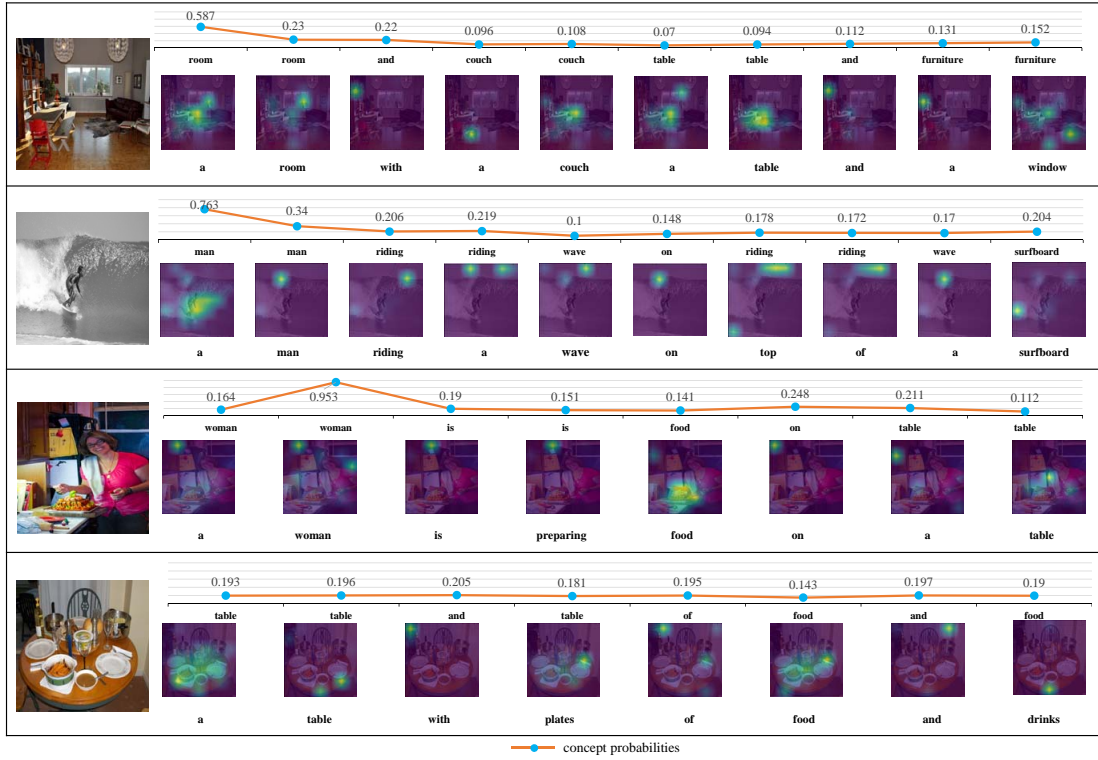 0.587 0.23 0.22 0.096 0.108 0.07 0.094 0.112 0.131 0.152
room room and couch couch table table and furniture furniture
a room with a couch a table and a window
0.763 0.34 0.206 0.219 0.1 0.148 0.178 0.172 0.17 0.204
man man riding riding wave on riding riding wave surfboard
a man riding a wave on top of a surfboard
0.164 0.953 0.19 0.151 0.141 0.248 0.211 0.112
woman woman is is food on table table
a woman is preparing food on a table
0.193 0.196 0.205 0.181 0.195 0.143 0.197 0.19
table table and table of food and food
a table with plates of food and drinks
concept probabilities